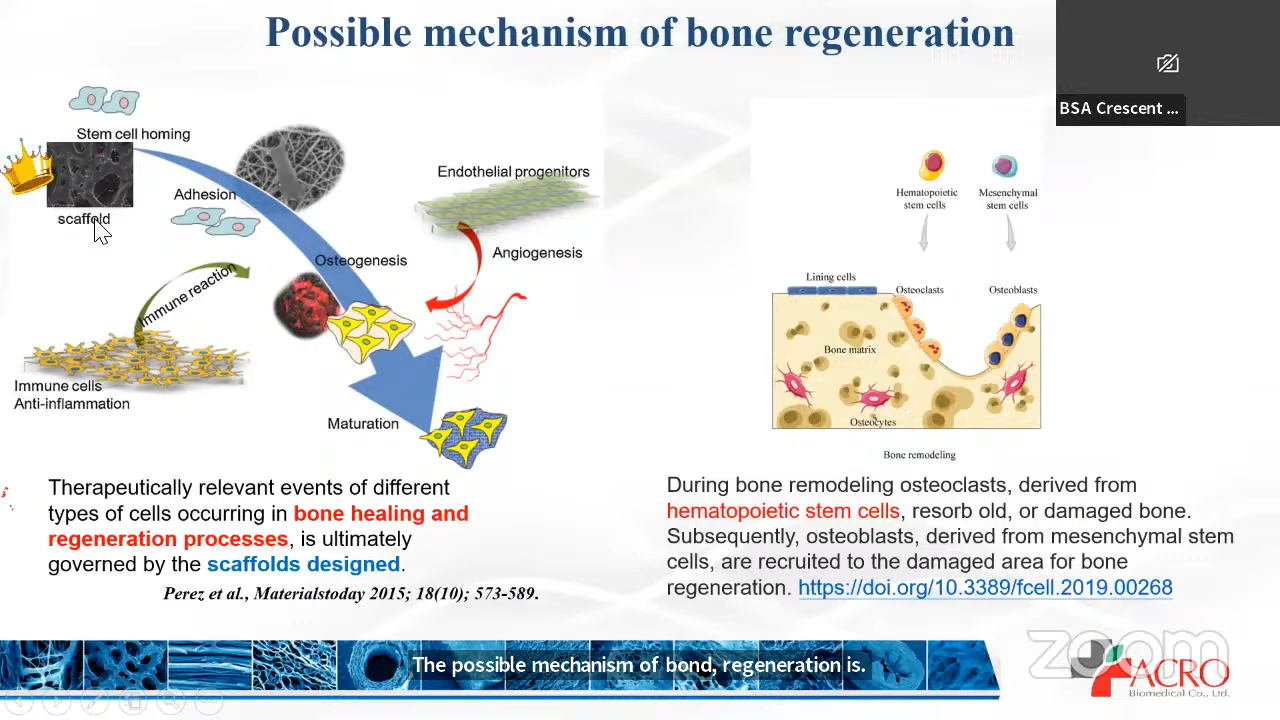 Possible mechanism of bone regeneration
BSA Crescent ...
Stem cell homing
scaffold
Adhesion
Endothelial progenitors
Angiogenesis
Osteogenesis
Immune reaction
Immune cells
Anti-inflammation
Maturation
Hematopoietic
stem cells
Mesenchymal
stem cells
Lining cells
Osteoclasts
Osteoblasts
Bone matrix
Osteocytes
Bone remodeling
Therapeutically relevant events of different
types of cells occurring in bone healing and
regeneration processes, is ultimately
governed by the scaffolds designed.
Perez et al., Materialstoday 2015; 18(10); 573-589.
During bone remodeling osteoclasts, derived from
hematopoietic stem cells, resorb old, or damaged bone.
Subsequently, osteoblasts, derived from mesenchymal stem
cells, are recruited to the damaged area for bone
regeneration. https://doi.org/10.3389/fcell.2019.00268
The possible mechanism of bond, regeneration is.
zoom
ACRO
Biomedical Co., Ltd.